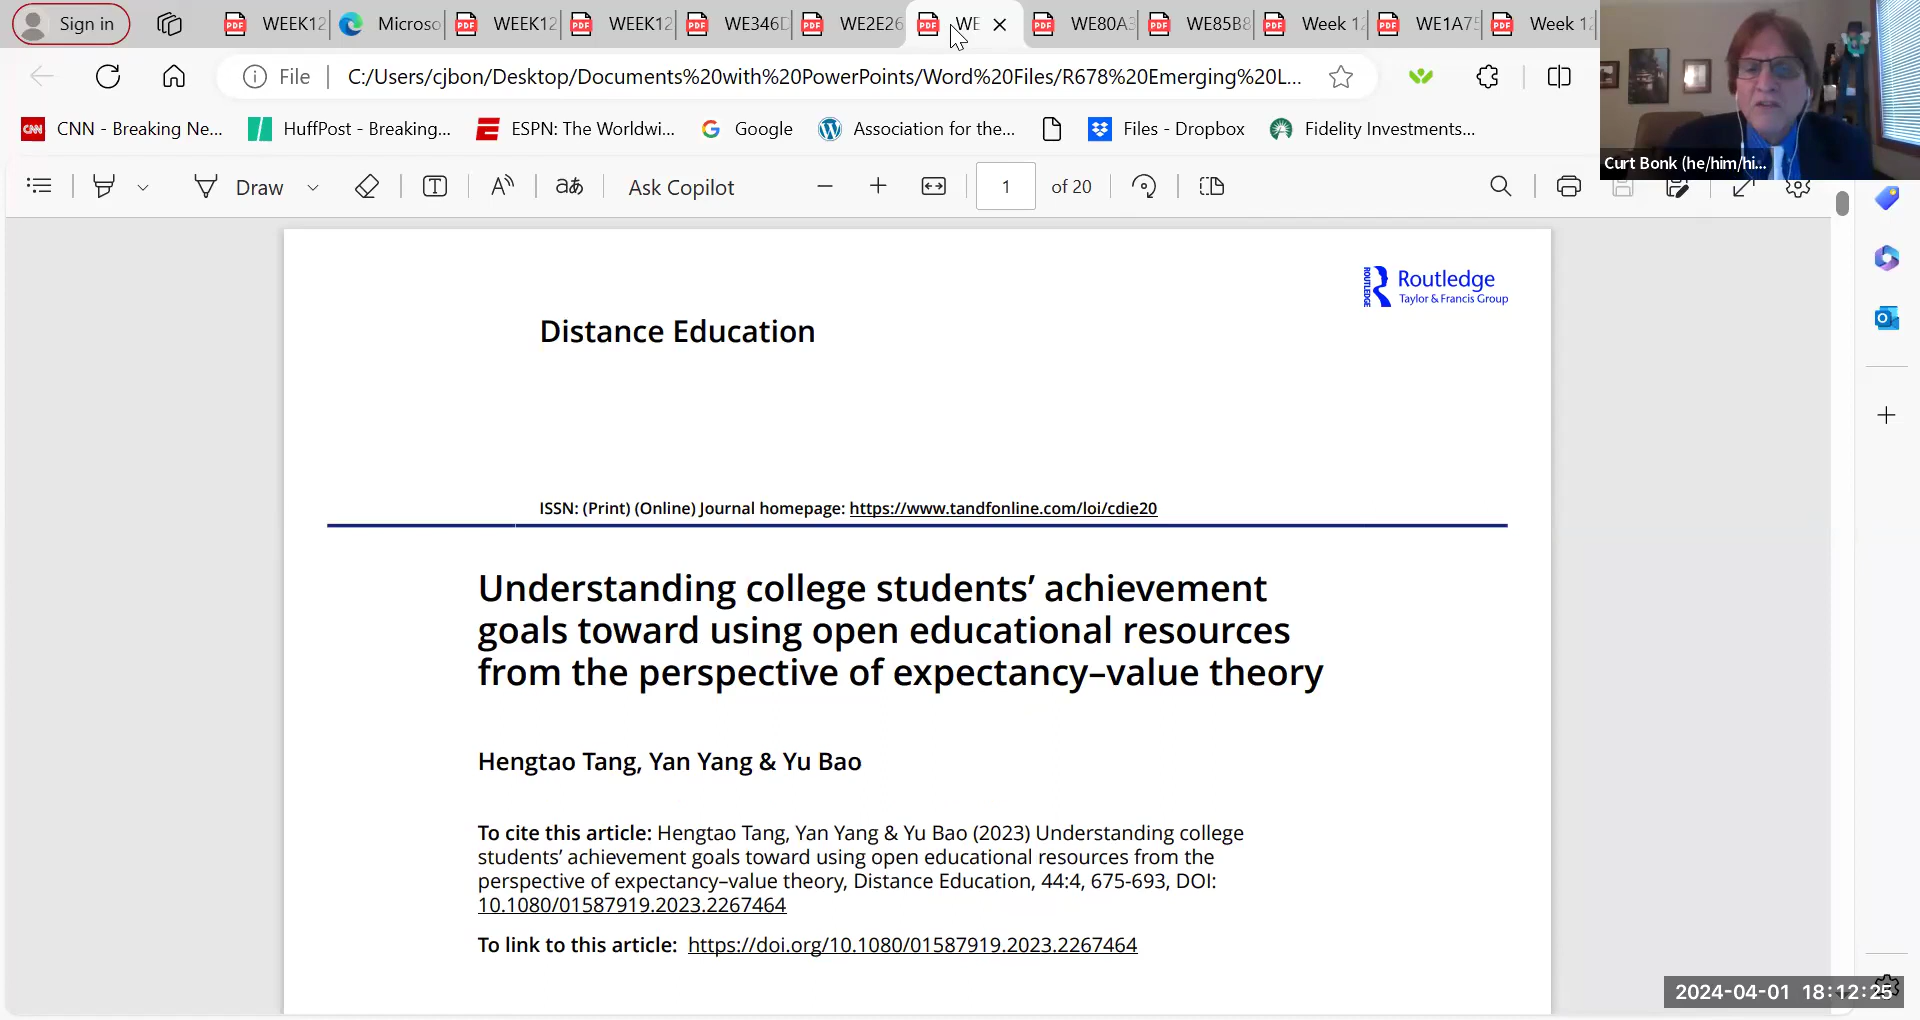 Sign in
WEEK12
Microso
WEEK12
WEEK12
WE346D
WE2E26
WE
WE80A3
WE85B8
Week 12
WE1A75
Week 12
File
C:/Users/cjbon/Desktop/Documents%20with%20PowerPoints/Word%20Files/R678%20Emerging%20L...
CNN
CNN - Breaking Ne...
HuffPost - Breaking...
ESPN: The Worldwi...
Google
Association for the...
Files - Dropbox
Fidelity Investments...
Curt Bonk (he/him/hi...
Draw
Ask Copilot
1
of 20
ROUTLEDGE
Routledge
Taylor & Francis Group
Distance Education
ISSN: (Print) (Online) Journal homepage: https://www.tandfonline.com/loi/cdie20
Understanding college students’ achievement
goals toward using open educational resources
from the perspective of expectancy–value theory
Hengtao Tang, Yan Yang & Yu Bao
To cite this article: Hengtao Tang, Yan Yang & Yu Bao (2023) Understanding college
students’ achievement goals toward using open educational resources from the
perspective of expectancy–value theory, Distance Education, 44:4, 675-693, DOI:
10.1080/01587919.2023.2267464
To link to this article: https://doi.org/10.1080/01587919.2023.2267464
2024-04-01 18:12:25